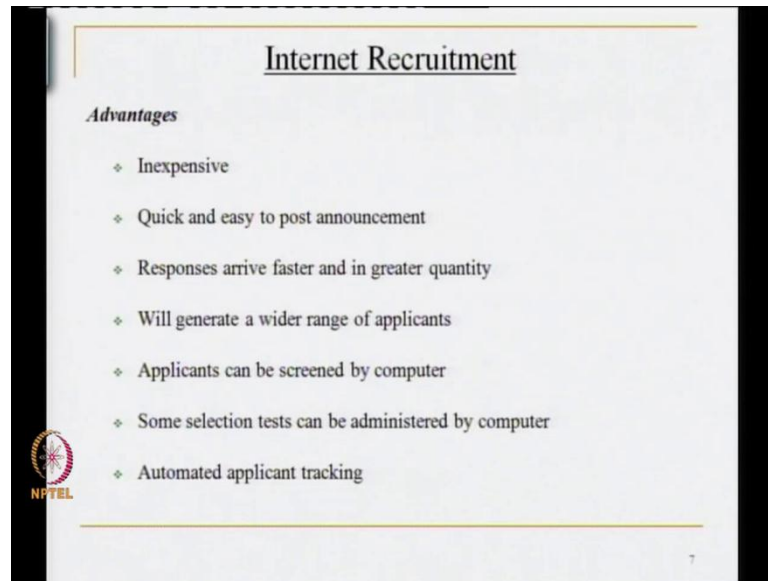 Internet Recruitment
Advantages
Inexpensive
Quick and easy to post announcement
Responses arrive faster and in greater quantity
Will generate a wider range of applicants
Applicants can be screened by computer
Some selection tests can be administered by computer
Automated applicant tracking
NPTEL
7